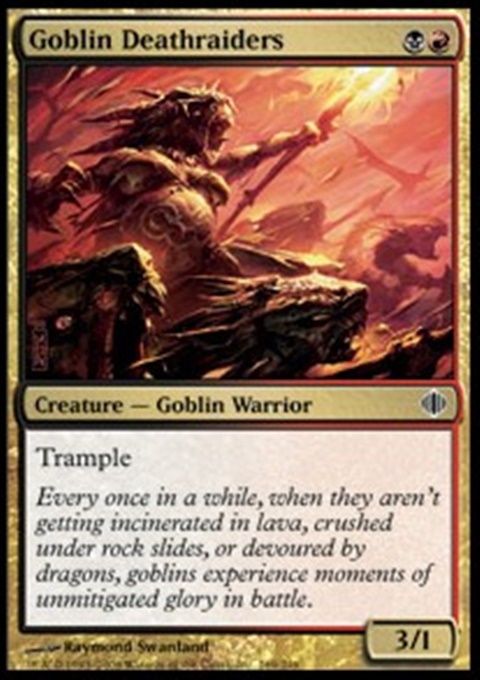 Goblin Deathraiders
Creature — Goblin Warrior
Trample
Every once in a while, when they aren't
getting incinerated in lava, crushed
under rock slides, or devoured by
dragons, goblins experience moments of
unmitigated glory in battle.
Raymond Swanland
3/1